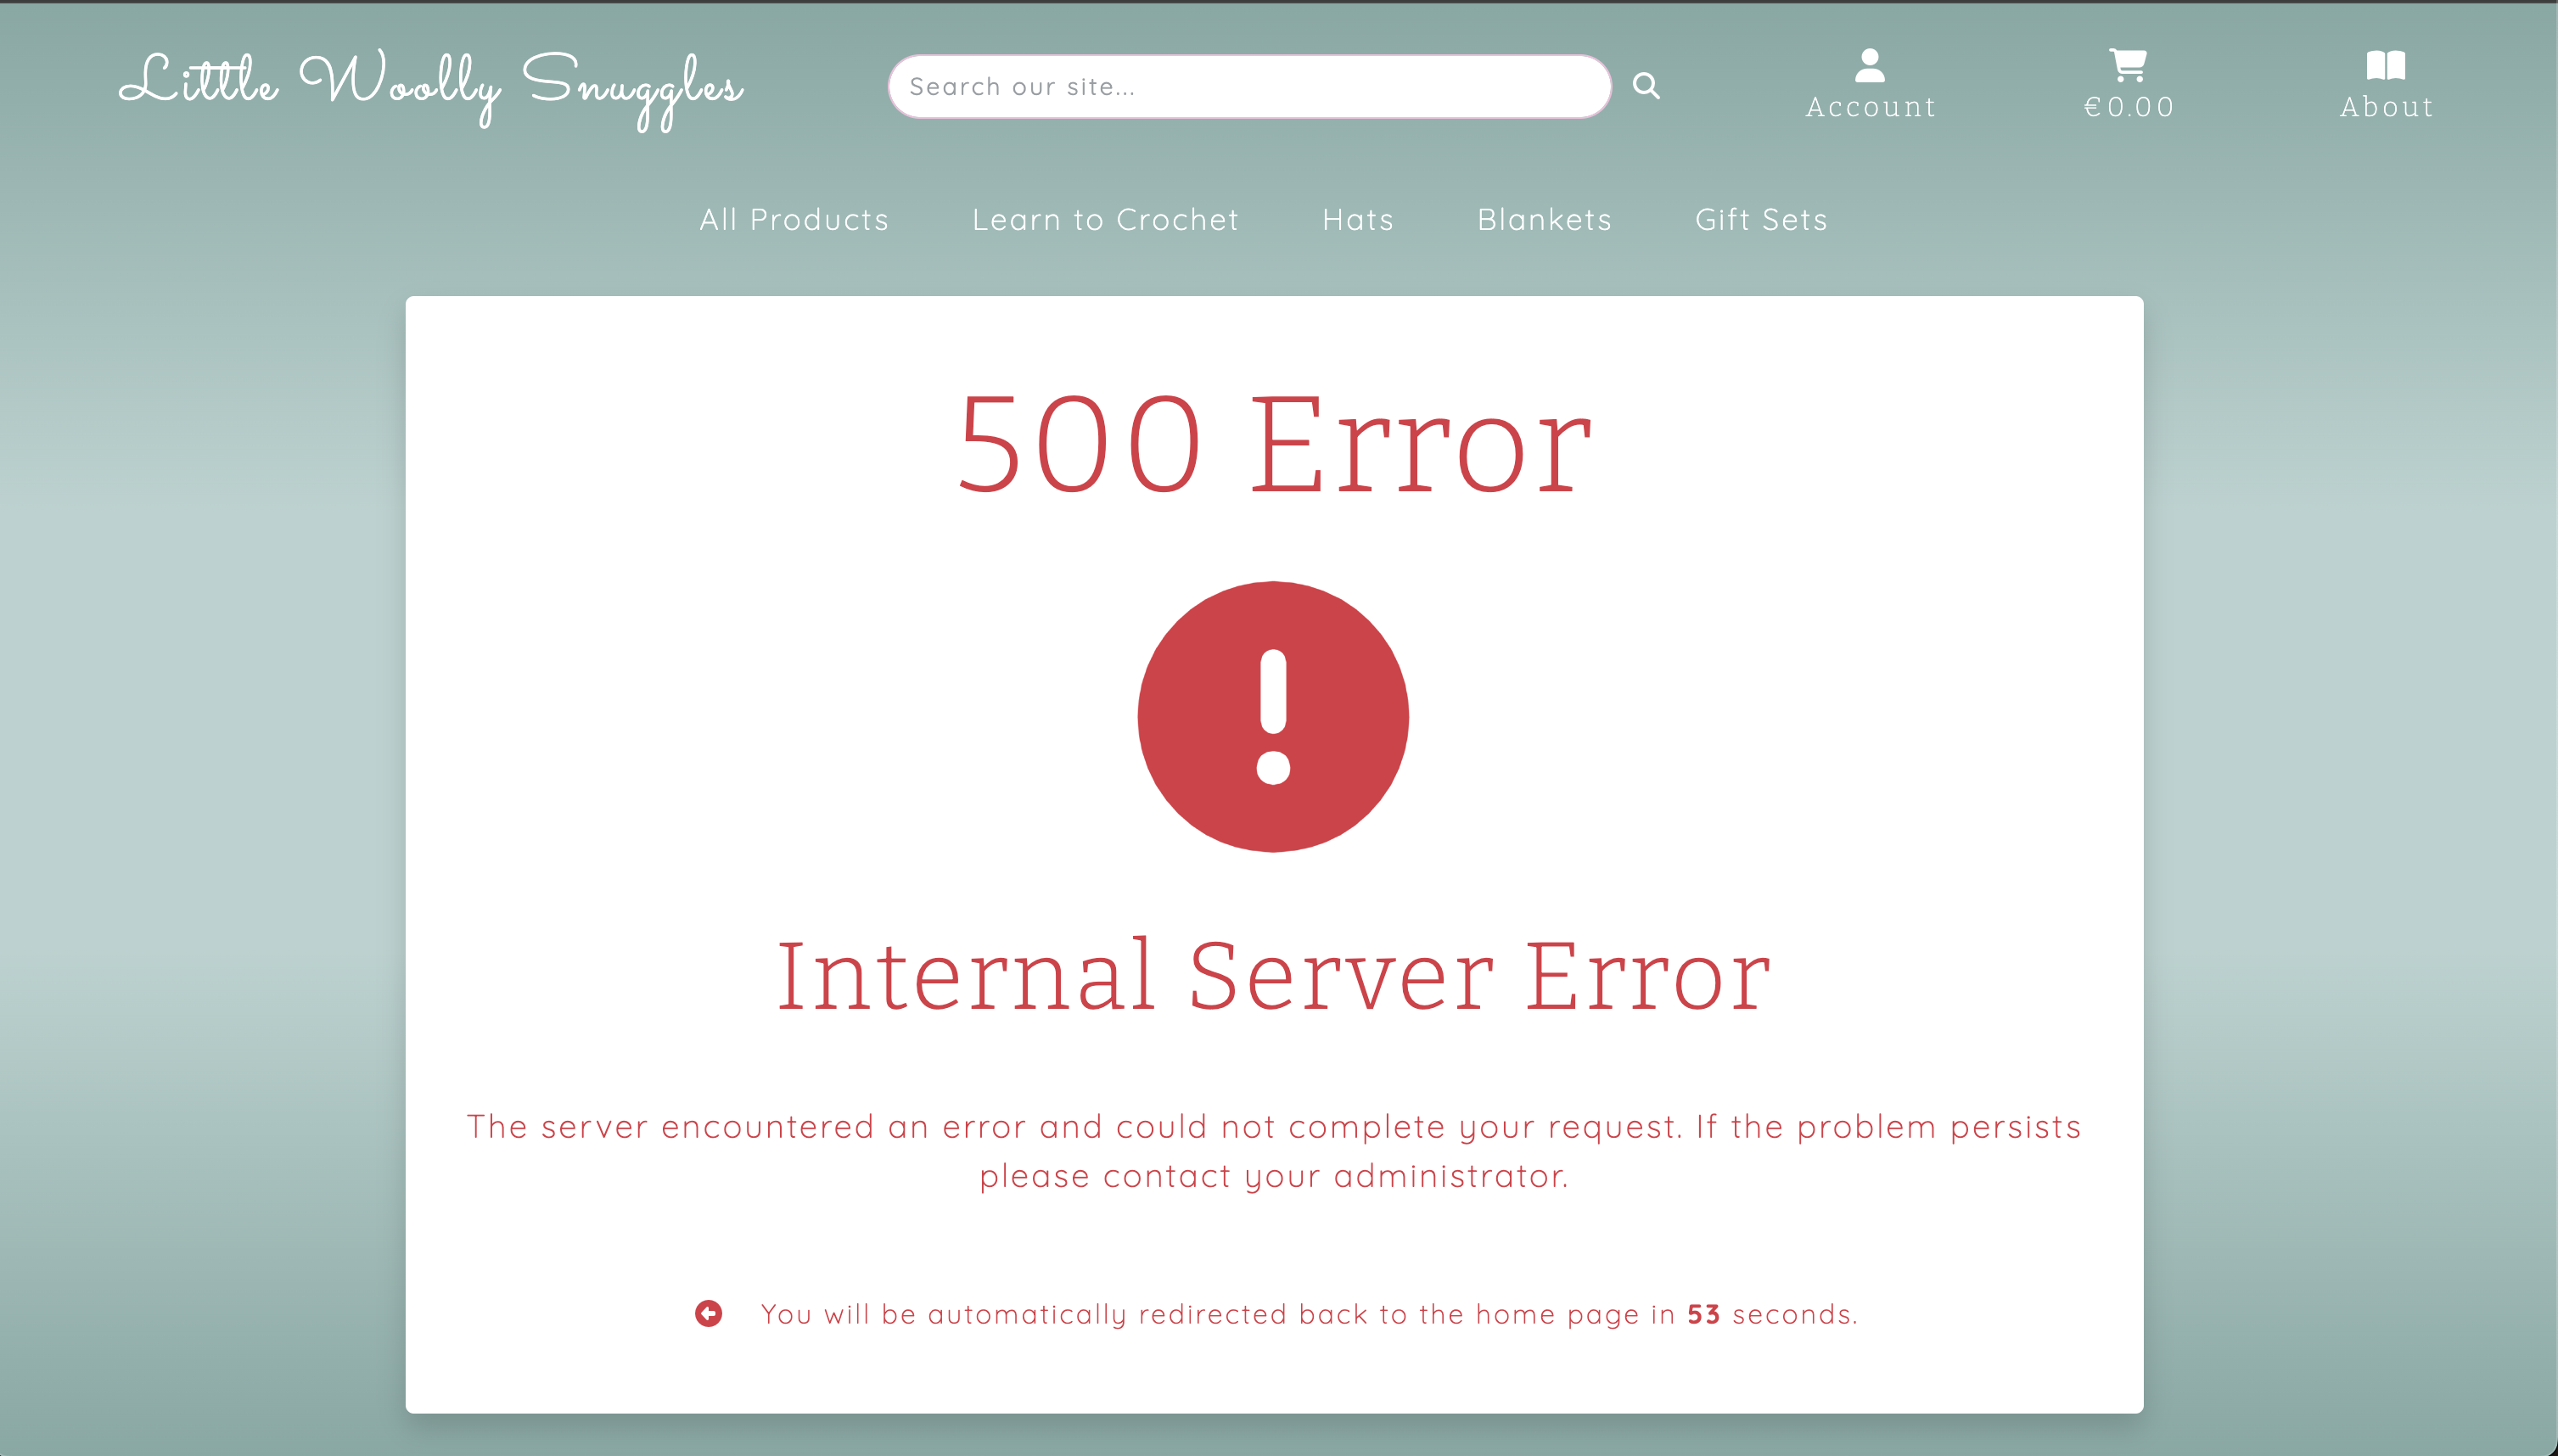 Little Woolly Snuggles
Search our site...
Account
€0.00
About
All Products
Learn to Crochet
Hats
Blankets
Gift Sets
500 Error
Internal Server Error
The server encountered an error and could not complete your request. If the problem persists
please contact your administrator.
You will be automatically redirected back to the home page in 53 seconds.